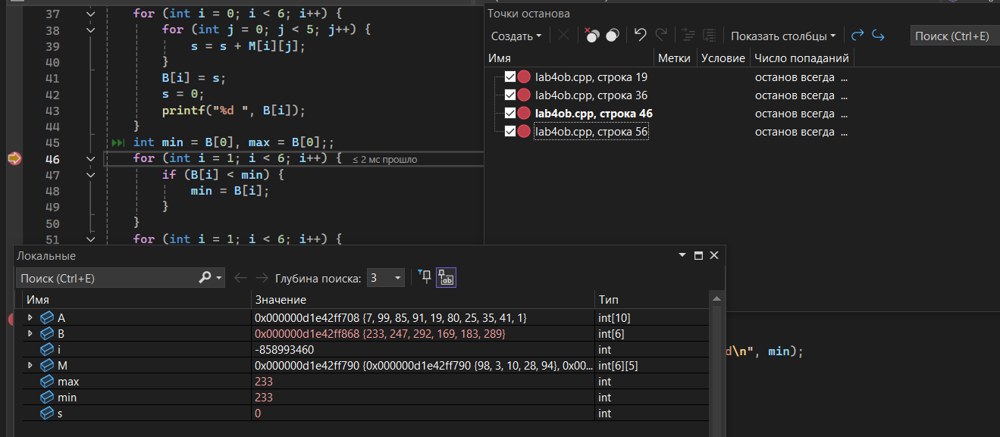 37 for (int i = 0; i < 6; i++) {
38 for (int j = 0; j < 5; j++) {
39 s = s + M[i][j];
40 }
41 B[i] = s;
42 s = 0;
43 printf("%d ", B[i]);
44 }
45 int min = B[0], max = B[0];;
46 for (int i = 1; i < 6; i++) { ≤ 2 мс прошло
47 if (B[i] < min) {
48 min = B[i];
49 }
50 }
51 for (int i = 1; i < 6; i++) {
Точки останова
Создать Показать столбцы Поиск (Ctrl+E)
Имя Метки Условие Число попаданий
lab4ob.cpp, строка 19 останов всегда ...
lab4ob.cpp, строка 36 останов всегда ...
lab4ob.cpp, строка 46 останов всегда ...
lab4ob.cpp, строка 56 останов всегда ...
Локальные
Поиск (Ctrl+E) Глубина поиска: 3
Имя Значение Тип
A 0x000000d1e42ff708 {7, 99, 85, 91, 19, 80, 25, 35, 41, 1} int[10]
B 0x000000d1e42ff868 {233, 247, 292, 169, 183, 289} int[6]
i -858993460 int
M 0x000000d1e42ff790 {0x000000d1e42ff790 {98, 3, 10, 28, 94}, 0x00... int[6][5]
max 233 int
min 233 int
s 0 int
d\n", min);